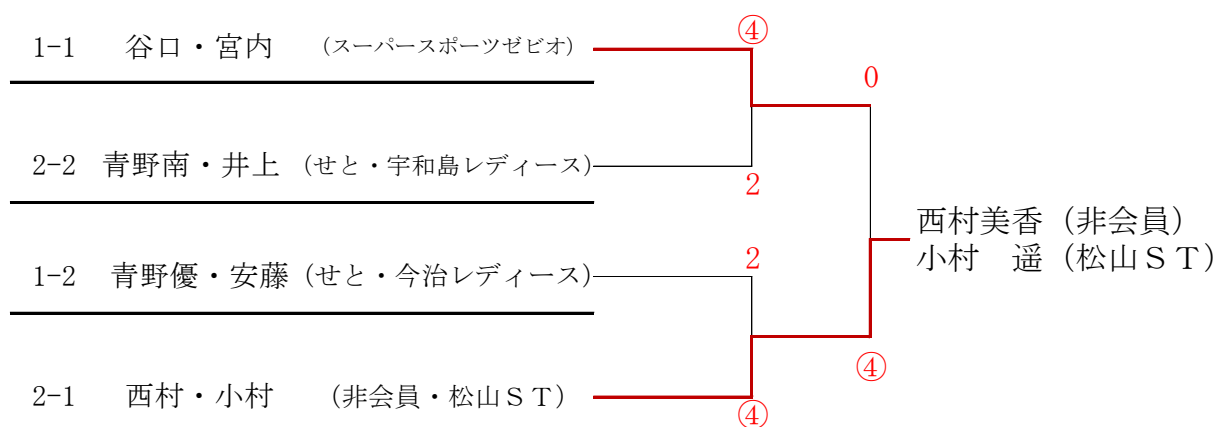 ④
1-1 谷口・宮内 (スーパースポーツゼビオ)
0
2-2 青野南・井上 (せと・宇和島レディース)
2
西村美香（非会員）
小村　遥（松山ＳＴ）
2
1-2 青野優・安藤 (せと・今治レディース)
④
2-1 西村・小村 (非会員・松山ＳＴ)
④